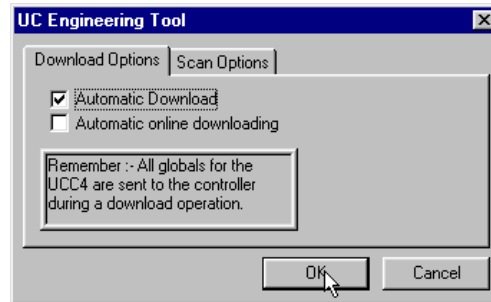 UC Engineering Tool
Download Options
Scan Options
Automatic Download
Automatic online downloading
Remember :- All globals for the
UCC4 are sent to the controller
during a download operation.
OK
Cancel